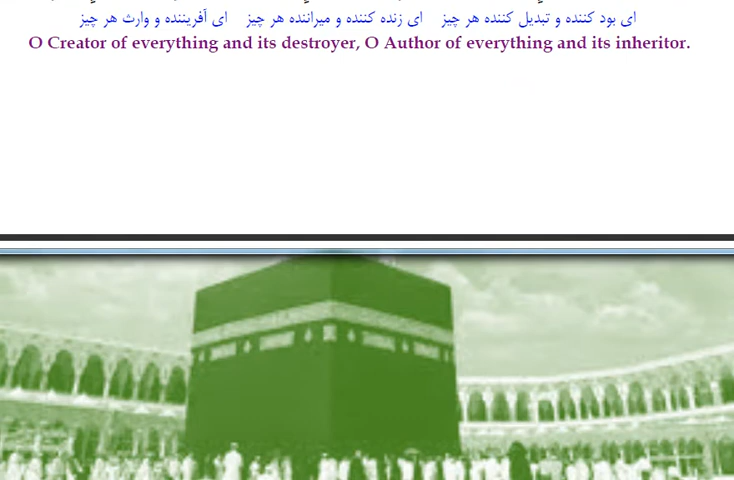 ای بود کننده و تبدیل کننده هر چیز   ای زنده کننده و میراننده هر چیز   ای آفریننده و وارث هر چیز
O Creator of everything and its destroyer, O Author of everything and its inheritor.